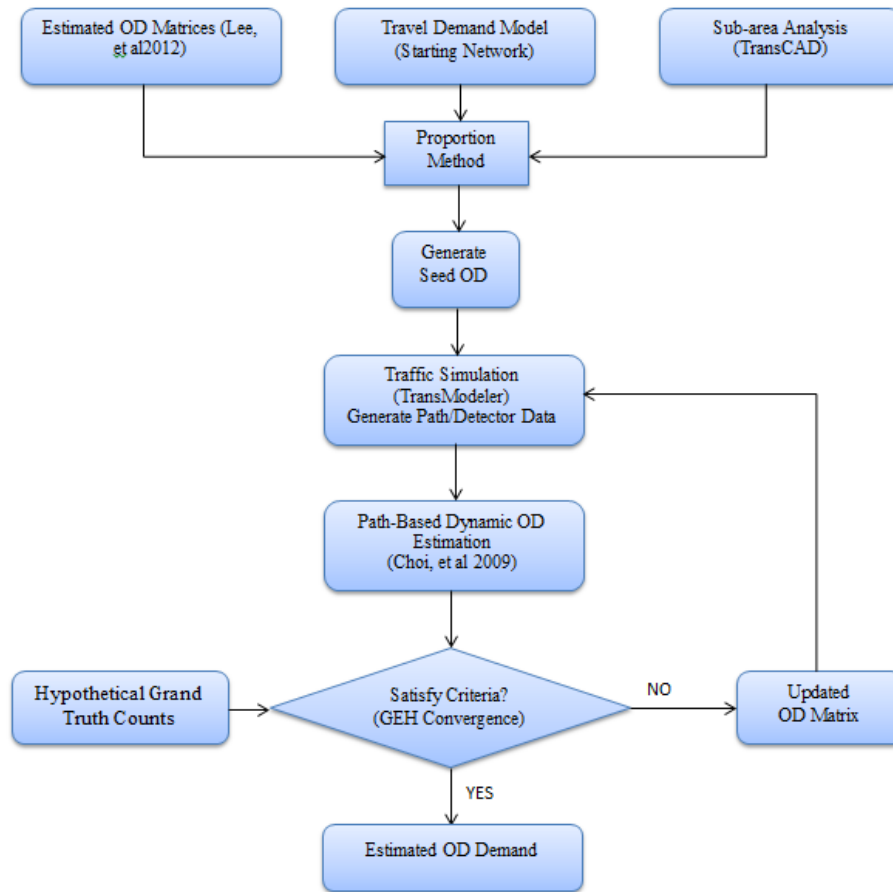 Estimated OD Matrices (Lee,
et al2012)
Travel Demand Model
(Starting Network)
Sub-area Analysis
(TransCAD)
Proportion
Method
Generate
Seed OD
Traffic Simulation
(TransModeler)
Generate Path/Detector Data
Path-Based Dynamic OD
Estimation
(Choi, et al 2009)
Hypothetical Grand
Truth Counts
Satisfy Criteria?
(GEH Convergence)
NO
Updated
OD Matrix
YES
Estimated OD Demand